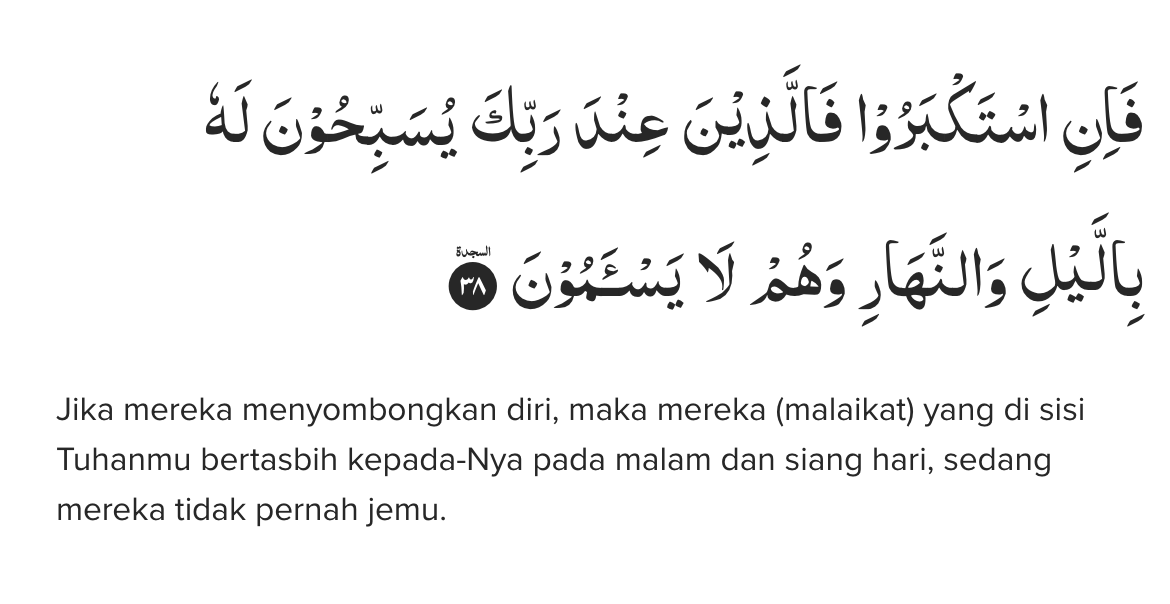 فَاِنِ اسْتَكْبَرُوْا فَالَّذِيْنَ عِنْدَ رَبِّكَ يُسَبِّحُوْنَ لَهٗ
بِالَّيْلِ وَالنَّهَارِ وَهُمْ لَا يَسْـَٔمُوْنَ السجدة ٣٨
Jika mereka menyombongkan diri, maka mereka (malaikat) yang di sisi
Tuhanmu bertasbih kepada-Nya pada malam dan siang hari, sedang
mereka tidak pernah jemu.